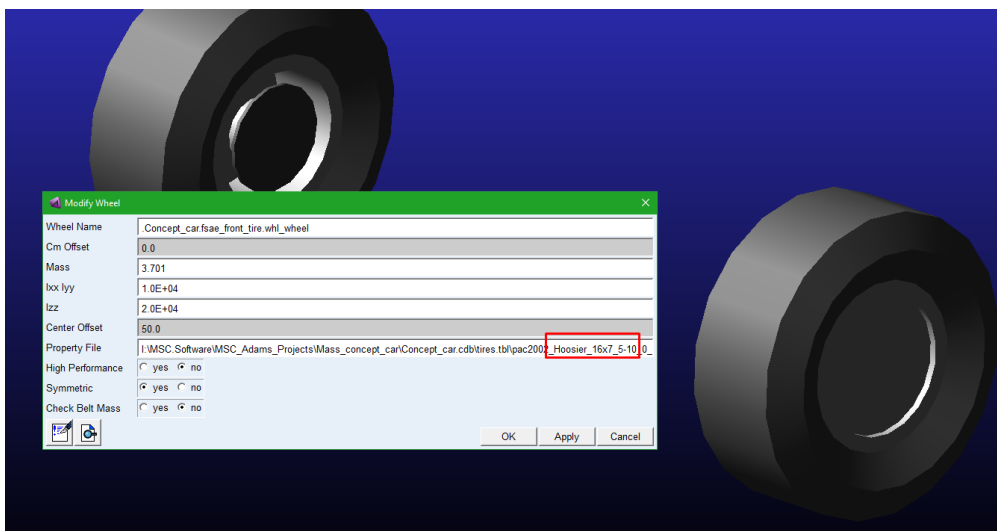 Modify Wheel
Wheel Name .Concept_car.fsae_front_tire.whl_wheel
Cm Offset 0.0
Mass 3.701
Ixx Iyy 1.0E+04
Izz 2.0E+04
Center Offset 50.0
Property File I:\MSC.Software\MSC_Adams_Projects\Mass_concept_car\Concept_car.cdb\tires.tbl\pac2002_Hoosier_16x7_5-10_0_
High Performance yes no
Symmetric yes no
Check Belt Mass yes no
OK Apply Cancel